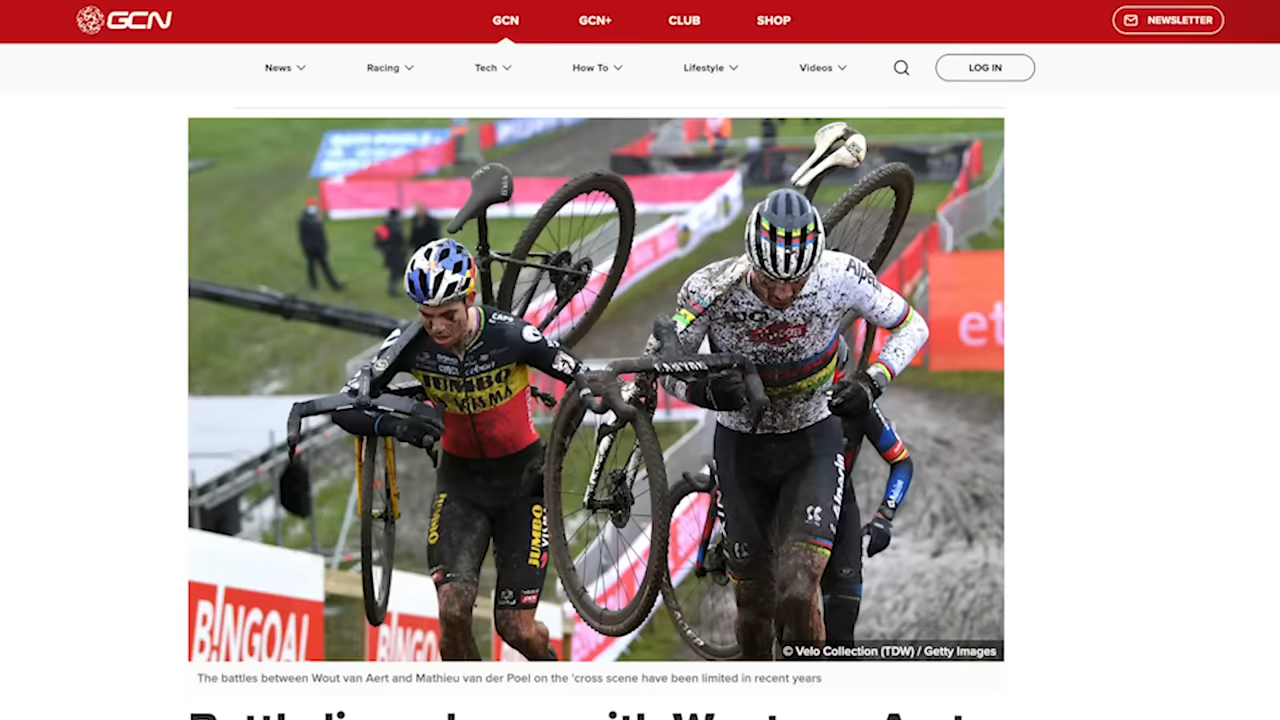 GCN
GCN
GCN+
CLUB
SHOP
NEWSLETTER
News
Racing
Tech
How To
Lifestyle
Videos
LOG IN
JUMBO
VISMA
JUMBO
JUMBO
BINGOAL
BINGO
© Velo Collection (TDW) / Getty Images
The battles between Wout van Aert and Mathieu van der Poel on the 'cross scene have been limited in recent years